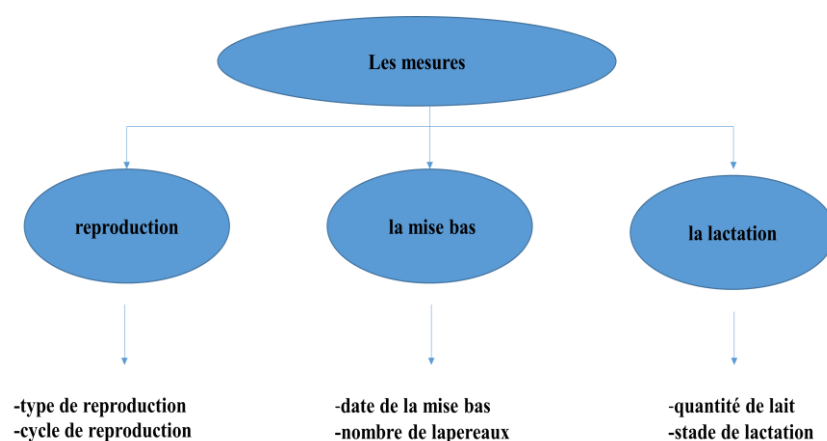 Les mesures
reproduction
la mise bas
la lactation
-type de reproduction
-cycle de reproduction
-date de la mise bas
-nombre de lapereaux
-quantité de lait
-stade de lactation